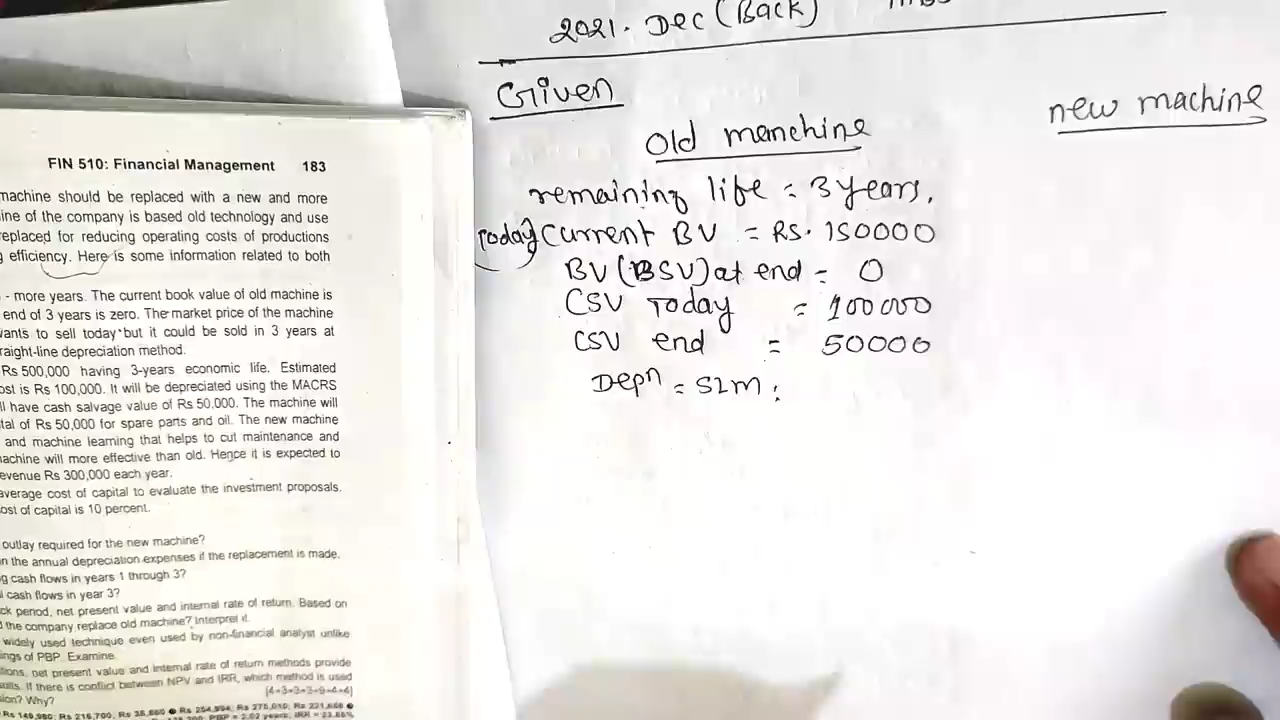 FIN 510: Financial Management 183
machine should be replaced with a new and more
ine of the company is based old technology and use
replaced for reducing operating costs of productions
g efficiency. Here is some information related to both
- more years. The current book value of old machine is
end of 3 years is zero. The market price of the machine
ants to sell today but it could be sold in 3 years at
raight-line depreciation method.
Rs 500,000 having 3-years economic life. Estimated
ost is Rs 100,000. It will be depreciated using the MACRS
ll have cash salvage value of Rs 50,000. The machine will
tal of Rs 50,000 for spare parts and oil. The new machine
and machine learning that helps to cut maintenance and
achine will more effective than old. Hence it is expected to
evenue Rs 300,000 each year.
average cost of capital to evaluate the investment proposals.
ost of capital is 10 percent.
outlay required for the new machine?
n the annual depreciation expenses if the replacement is made.
g cash flows in years 1 through 3?
l cash flows in year 3?
ck period, net present value and internal rate of return. Based on
d the company replace old machine? Interpret it.
widely used technique even used by non-financial analyst unlike
ings of PBP. Examine.
tions, net present value and internal rate of return methods provide
sults. If there is conflict between NPV and IRR, which method is used
sion? Why?
[4+3+3+3+9+4+4]
2021. Dec (Back)
Given
old manchine
new machine
remaining life = 3 years.
Today Current BV = RS. 150000
BV (BSV) at end = 0
CSV Today = 100000
CSV end = 50000
Depn = SLM :